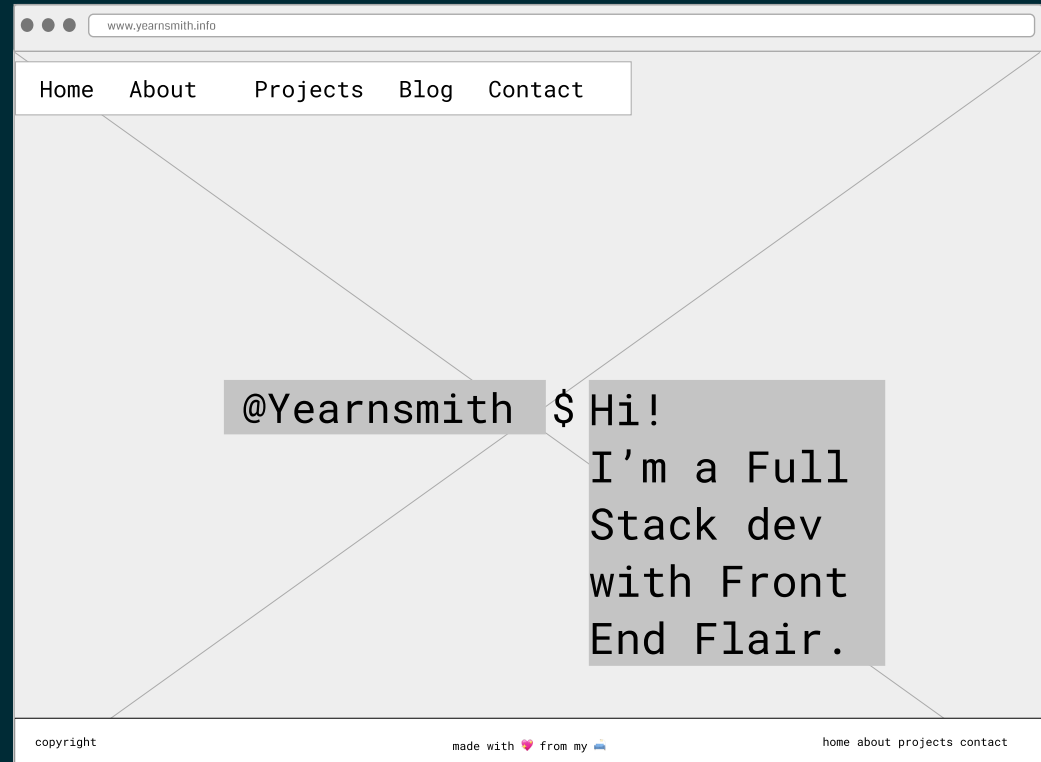 www.yearnsmith.info
Home About Projects Blog Contact
@Yearnsmith $ Hi!
I’m a Full
Stack dev
with Front
End Flair.
copyright made with 💖 from my 🛋️ home about projects contact